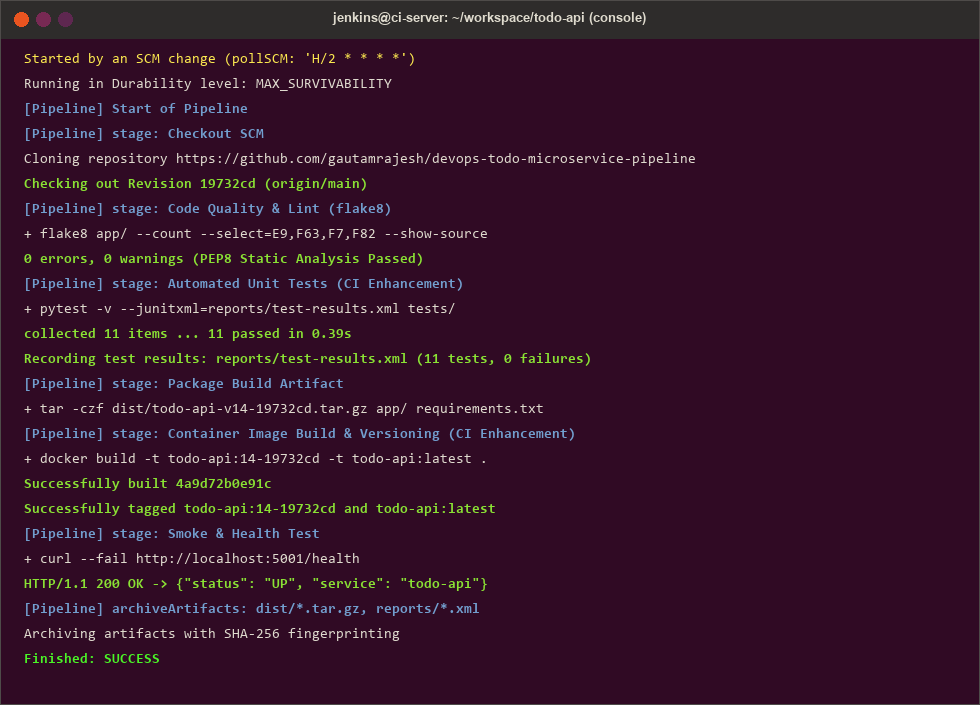 jenkins@ci-server: ~/workspace/todo-api (console)
Started by an SCM change (pollSCM: 'H/2 * * * *')
Running in Durability level: MAX_SURVIVABILITY
[Pipeline] Start of Pipeline
[Pipeline] stage: Checkout SCM
Cloning repository https://github.com/gautamrajesh/devops-todo-microservice-pipeline
Checking out Revision 19732cd (origin/main)
[Pipeline] stage: Code Quality & Lint (flake8)
+ flake8 app/ --count --select=E9,F63,F7,F82 --show-source
0 errors, 0 warnings (PEP8 Static Analysis Passed)
[Pipeline] stage: Automated Unit Tests (CI Enhancement)
+ pytest -v --junitxml=reports/test-results.xml tests/
collected 11 items ... 11 passed in 0.39s
Recording test results: reports/test-results.xml (11 tests, 0 failures)
[Pipeline] stage: Package Build Artifact
+ tar -czf dist/todo-api-v14-19732cd.tar.gz app/ requirements.txt
[Pipeline] stage: Container Image Build & Versioning (CI Enhancement)
+ docker build -t todo-api:14-19732cd -t todo-api:latest .
Successfully built 4a9d72b0e91c
Successfully tagged todo-api:14-19732cd and todo-api:latest
[Pipeline] stage: Smoke & Health Test
+ curl --fail http://localhost:5001/health
HTTP/1.1 200 OK -> {"status": "UP", "service": "todo-api"}
[Pipeline] archiveArtifacts: dist/*.tar.gz, reports/*.xml
Archiving artifacts with SHA-256 fingerprinting
Finished: SUCCESS